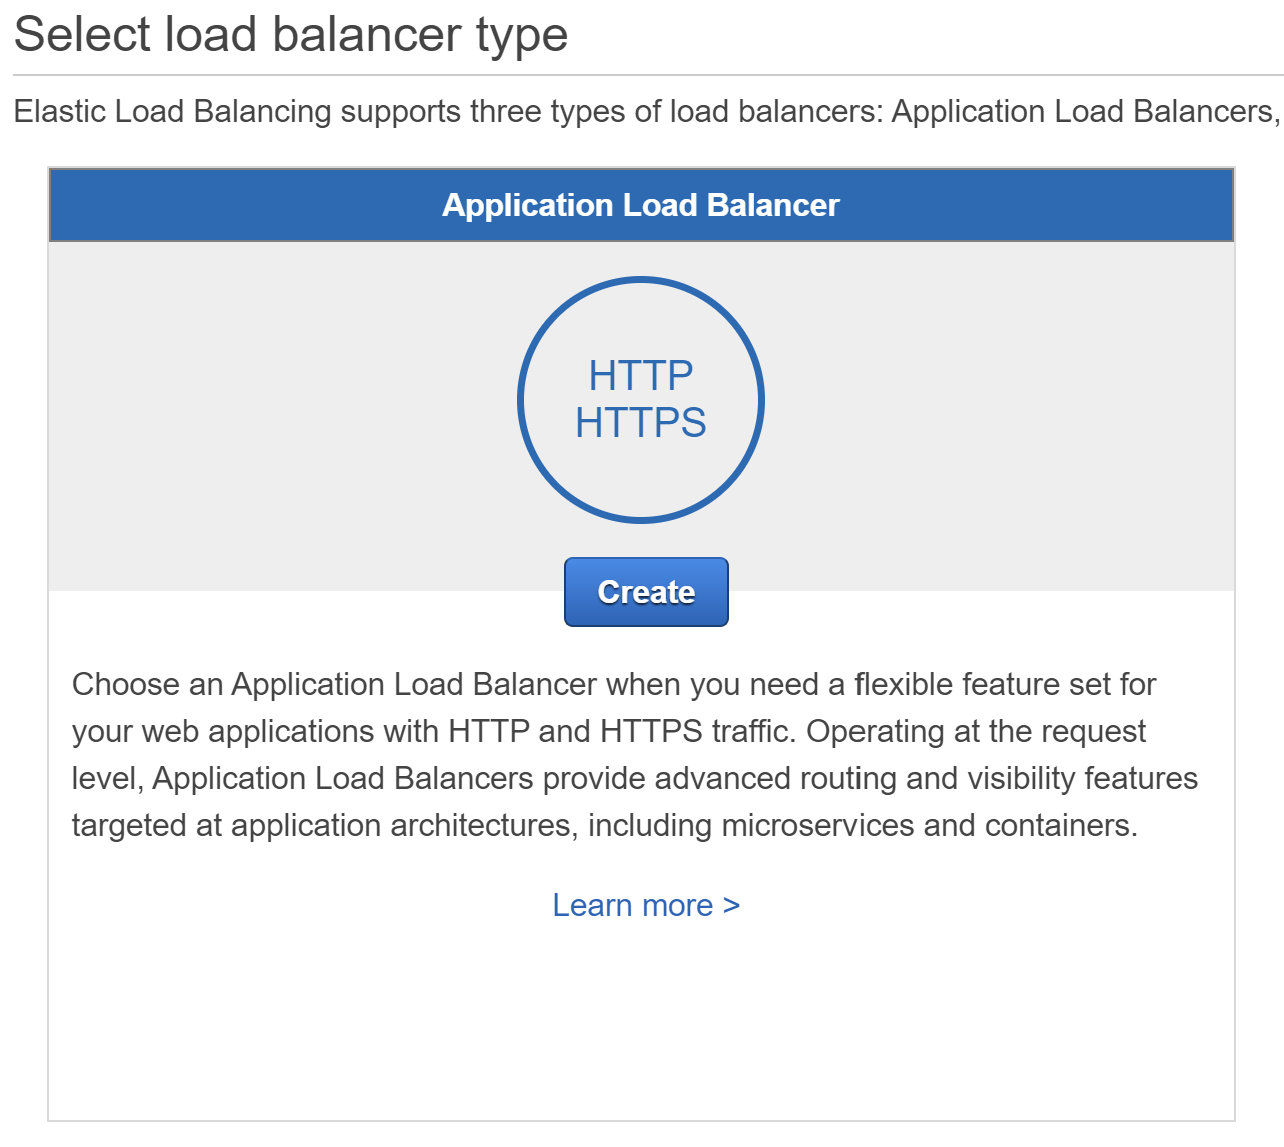 Select load balancer type
Elastic Load Balancing supports three types of load balancers: Application Load Balancers,
Application Load Balancer
HTTP
HTTPS
Create
Choose an Application Load Balancer when you need a flexible feature set for
your web applications with HTTP and HTTPS traffic. Operating at the request
level, Application Load Balancers provide advanced routing and visibility features
targeted at application architectures, including microservices and containers.
Learn more >